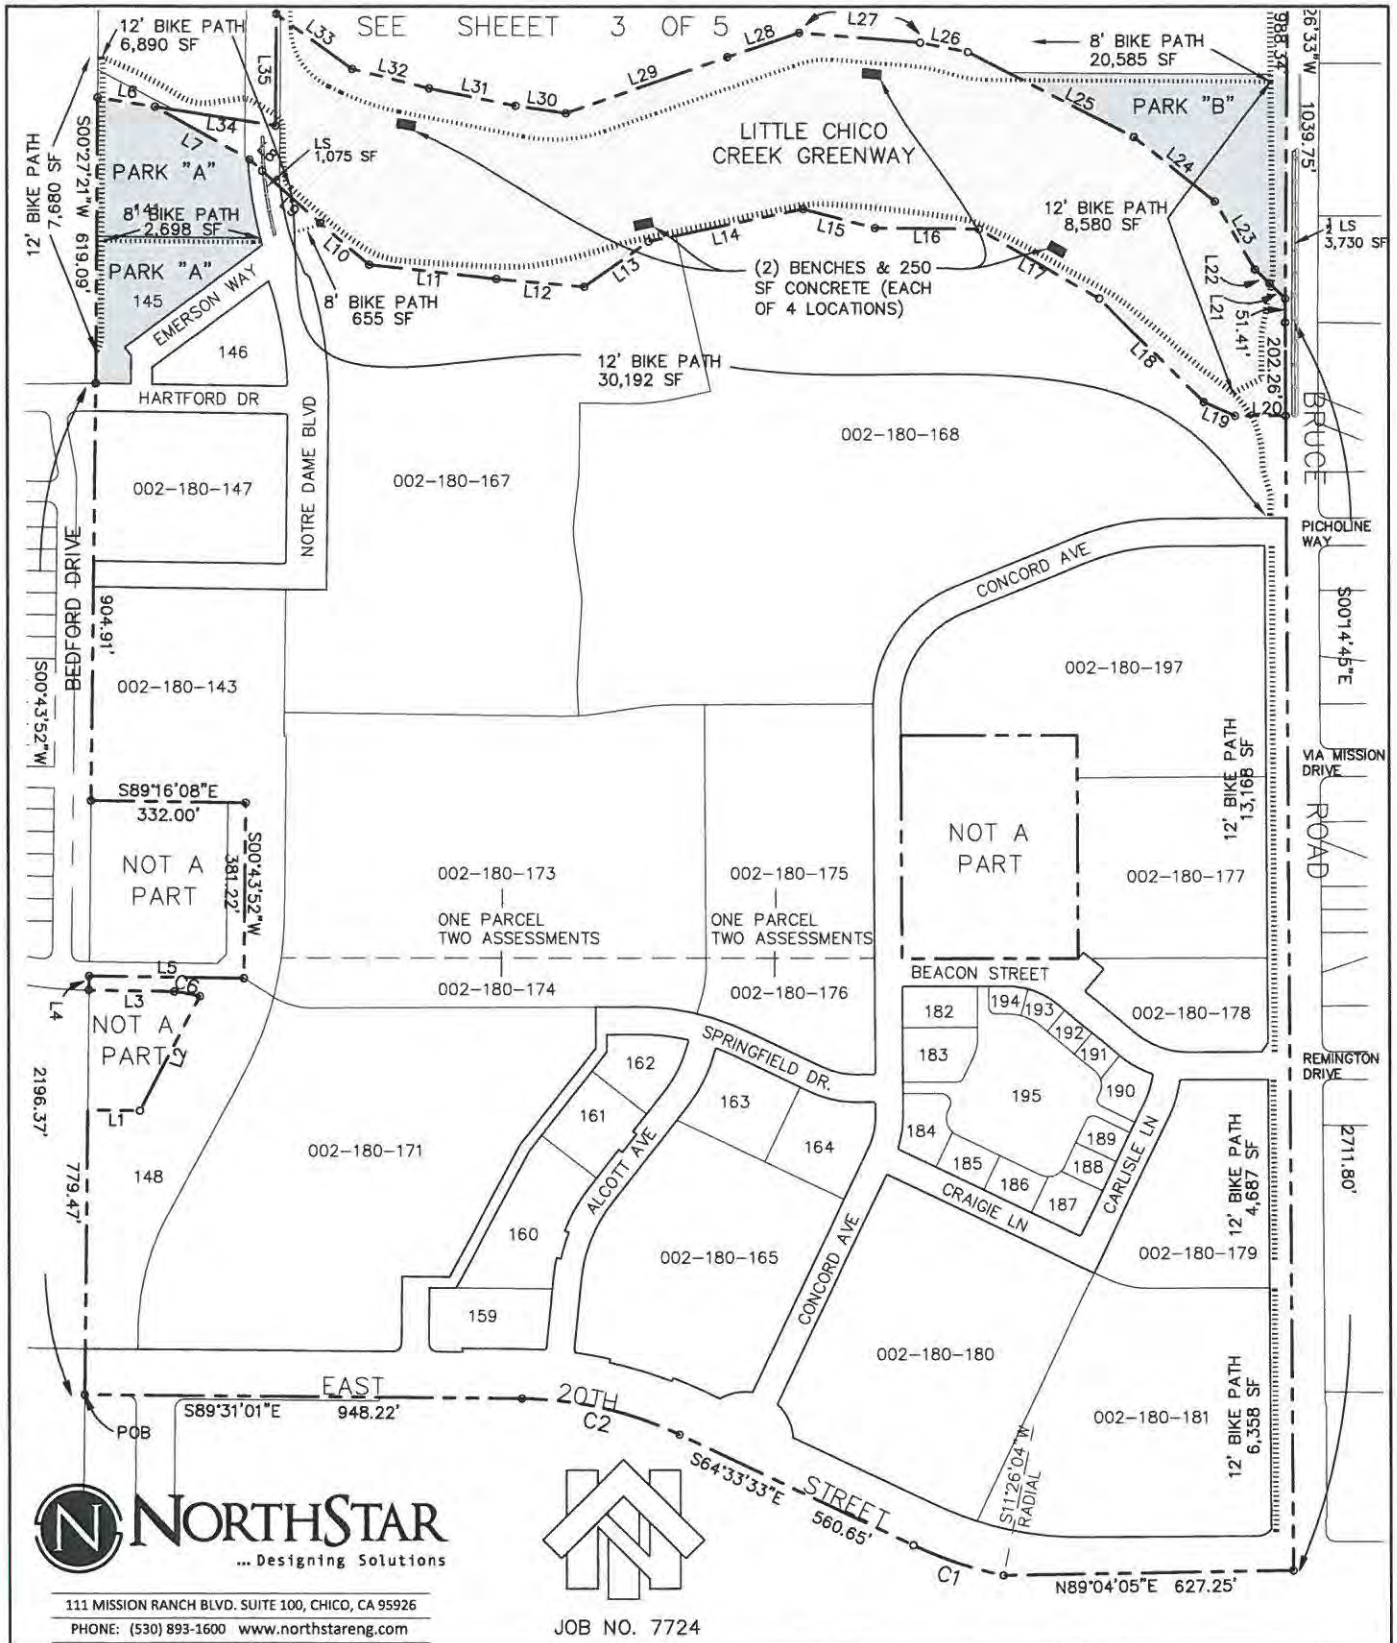 SEE SHEEET 3 OF 5
12' BIKE PATH
6,890 SF
L33
L35
L32
L31
L30
L29
L28
L27
L26
8' BIKE PATH
20,585 SF
26'33"W
988.34
1039.75'
L25
PARK "B"
L24
L23
L6
L34
L7
L8
L9
LS
1,075 SF
LITTLE CHICO
CREEK GREENWAY
12' BIKE PATH
7,680 SF
S00°27'21"W 619.09'
PARK "A"
141
8' BIKE PATH
2,698 SF
PARK "A"
145
EMERSON WAY
146
L10
L11
L12
L13
L14
L15
L16
L17
L18
L19
L20
L21
L22
51.41'
202.26'
12' BIKE PATH
8,580 SF
LS
3,730 SF
(2) BENCHES & 250
SF CONCRETE (EACH
OF 4 LOCATIONS)
8' BIKE PATH
655 SF
12' BIKE PATH
30,192 SF
HARTFORD DR
NOTRE DAME BLVD
BRUCE
ROAD
002-180-168
002-180-147
002-180-167
PICHOLINE
WAY
CONCORD AVE
BEDFORD DRIVE
904.91'
S00°43'52"W
S00°14'45"E
002-180-143
002-180-197
12' BIKE PATH
13,168 SF
VIA MISSION
DRIVE
S89°16'08"E
332.00'
NOT A
PART
S00°43'52"W
381.22'
NOT A
PART
002-180-173
002-180-175
002-180-177
ONE PARCEL
TWO ASSESSMENTS
ONE PARCEL
TWO ASSESSMENTS
L5
C6
L3
L4
002-180-174
002-180-176
BEACON STREET
NOT A
PART
L2
L1
182
183
194
193
192
191
190
195
189
188
187
186
185
184
002-180-178
REMINGTON
DRIVE
SPRINGFIELD DR.
162
161
160
159
163
164
ALCOTT AVE
CARLISLE LN
CRAIGIE LN
CONCORD AVE
2196.37'
779.47'
148
002-180-171
002-180-165
12' BIKE PATH
4,687 SF
2711.80'
002-180-179
002-180-180
002-180-181
12' BIKE PATH
6,358 SF
EAST
20TH
STREET
S89°31'01"E 948.22'
C2
S64°33'33"E
560.65'
S11°26'04"W
RADIAL
C1
N89°04'05"E 627.25'
POB
N
NORTHSTAR
... Designing Solutions
111 MISSION RANCH BLVD. SUITE 100, CHICO, CA 95926
PHONE: (530) 893-1600 www.northstareng.com
JOB NO. 7724